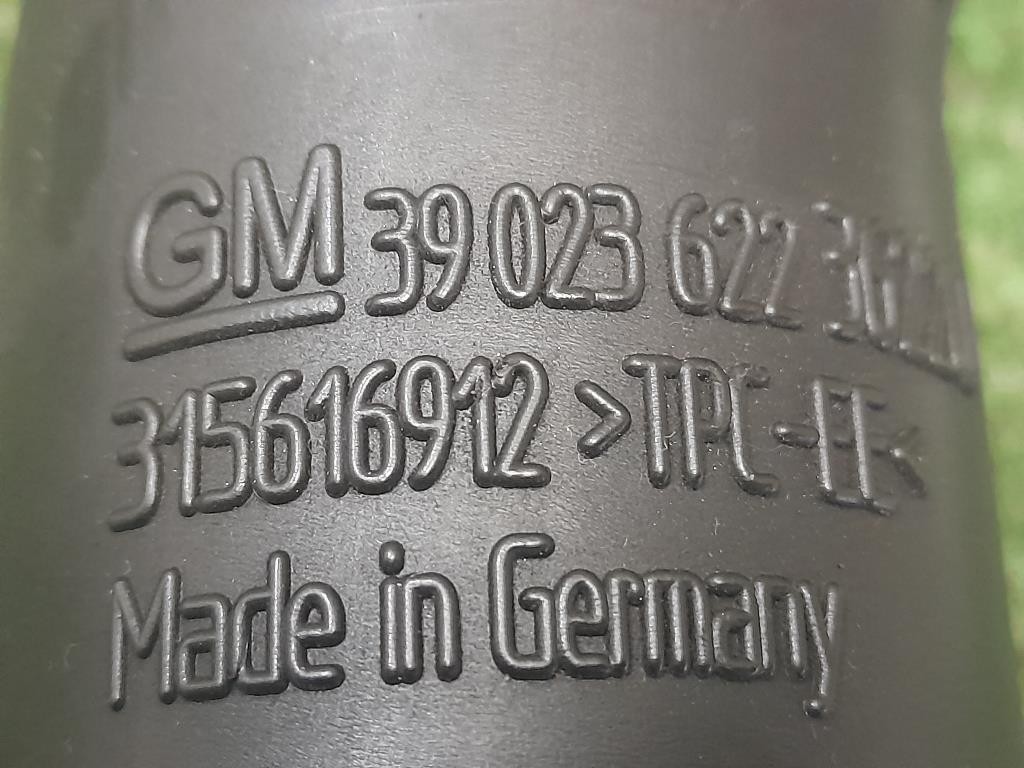 GM 39 023 622
315616912 >TPC-EE<
Made in Germany